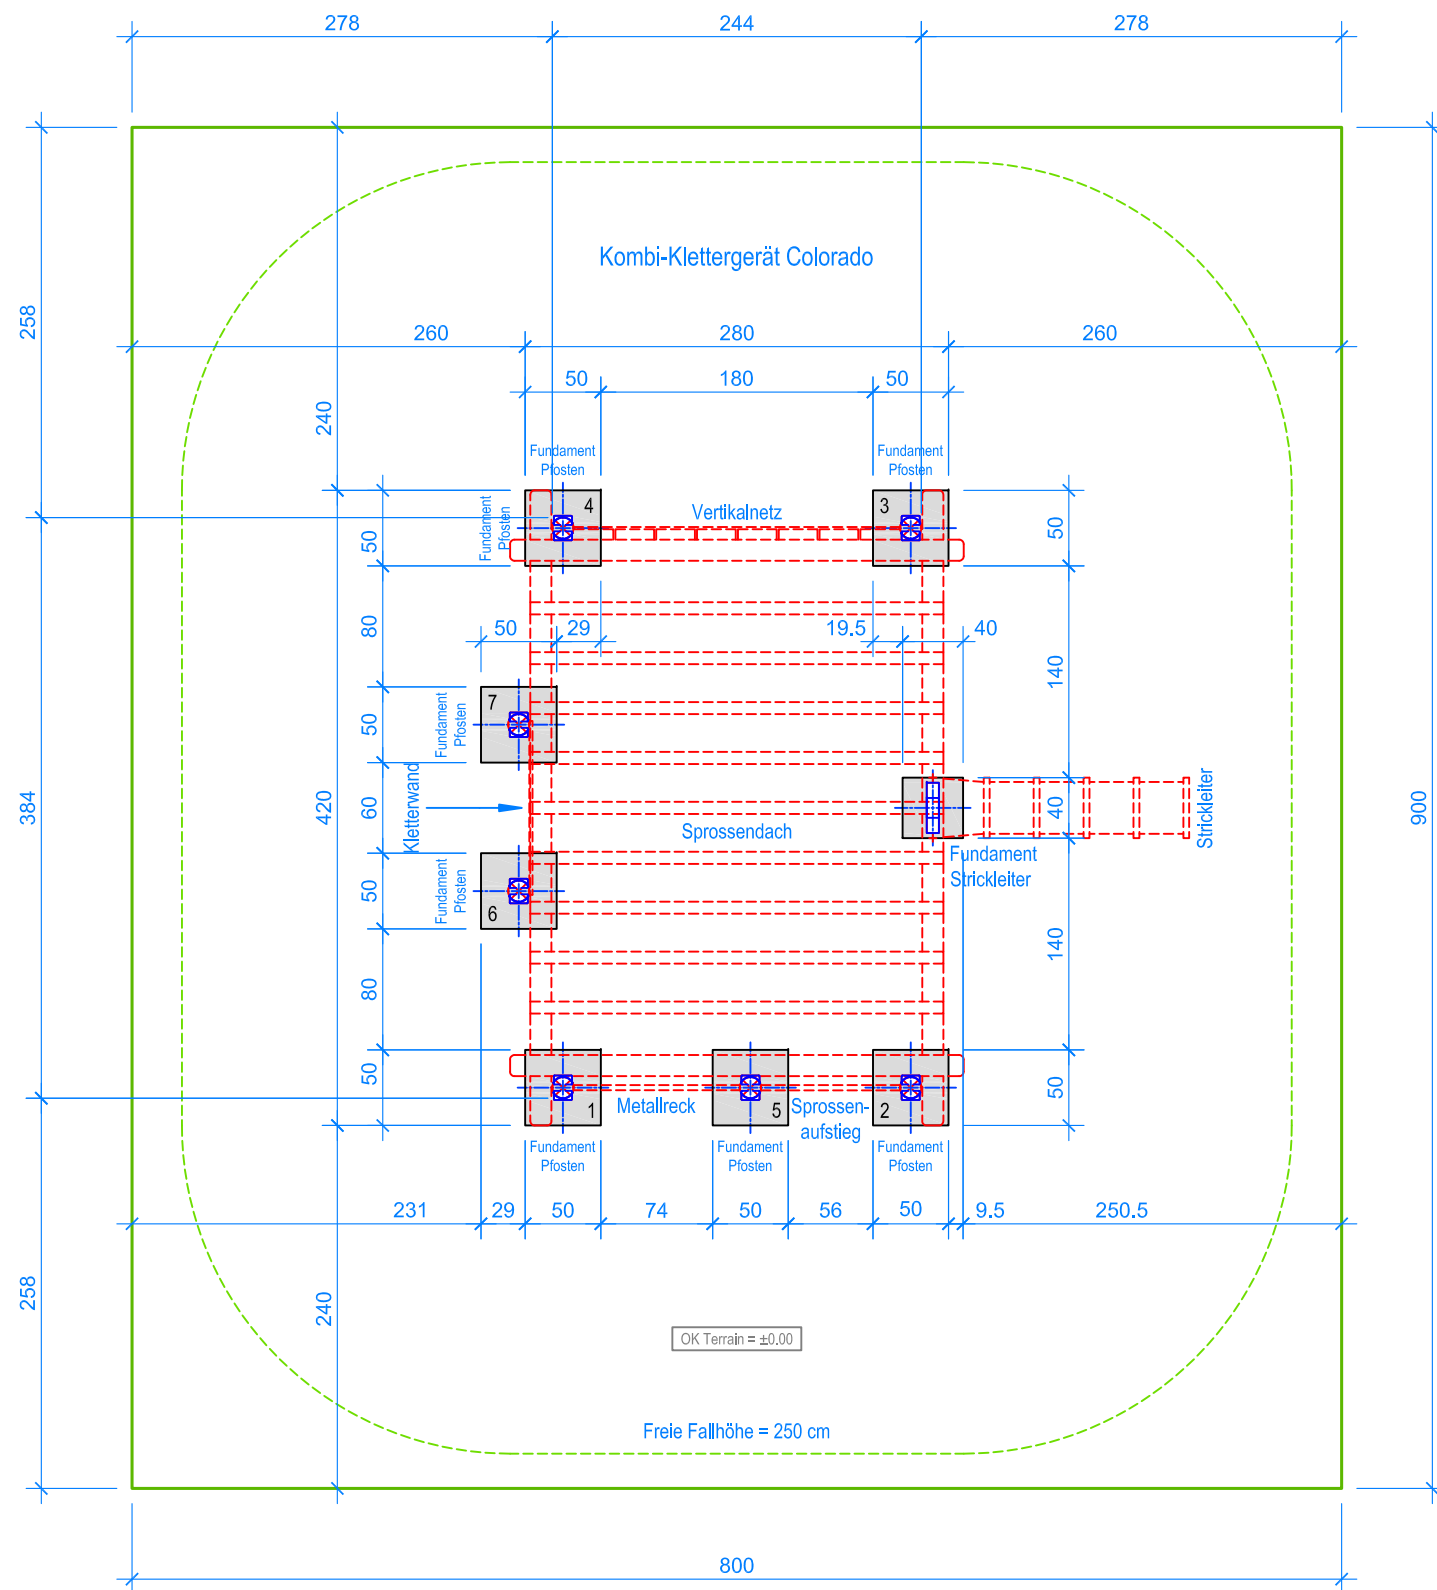 278 244 278
258
Kombi-Klettergerät Colorado
260 280 260
240
50 180 50
Fundament
Pfosten
Fundament
Pfosten
4
3
Vertikalnetz
Fundament
Pfosten
50
50
80
50 29 19.5 40
140
7
Fundament
Pfosten
50
Kletterwand
384
420
60
Sprossendach
40
Strickleiter
900
Fundament
Strickleiter
Fundament
Pfosten
50
6
80
140
50
50
1
Metallreck
5
Sprossen-
aufstieg
2
Fundament
Pfosten
Fundament
Pfosten
Fundament
Pfosten
231 29 50 74 50 56 50 9.5 250.5
258
240
OK Terrain = ±0.00
Freie Fallhöhe = 250 cm
800